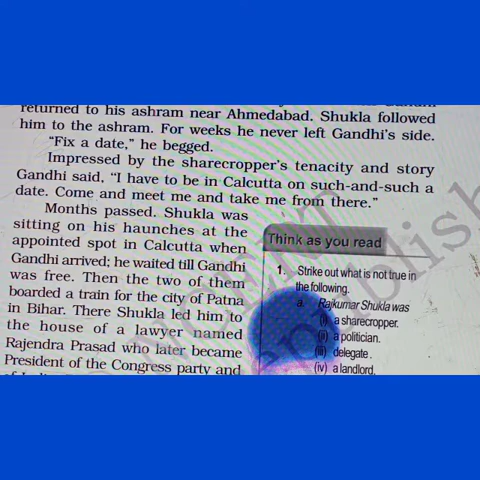 returned to his ashram near Ahmedabad. Shukla followed
him to the ashram. For weeks he never left Gandhi's side.
"Fix a date," he begged.
Impressed by the sharecropper's tenacity and story
Gandhi said, "I have to be in Calcutta on such-and-such a
date. Come and meet me and take me from there."
Months passed. Shukla was
sitting on his haunches at the
appointed spot in Calcutta when
Gandhi arrived; he waited till Gandhi
was free. Then the two of them
boarded a train for the city of Patna
in Bihar. There Shukla led him to
the house of a lawyer named
Rajendra Prasad who later became
President of the Congress party and
Think as you read
1. Strike out what is not true in
the following.
a. Rajkumar Shukla was
(i) a sharecropper.
(ii) a politician.
(iii) delegate.
(iv) a landlord.